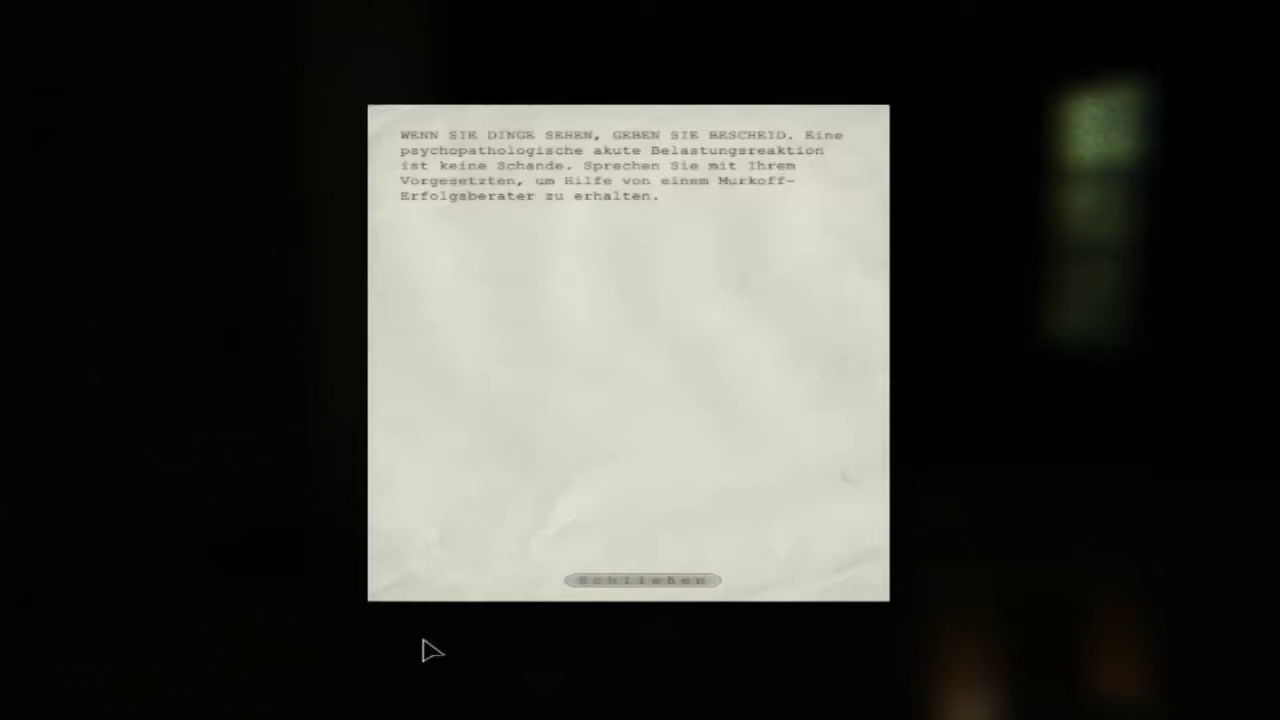 WENN SIE DINGE SEHEN, GEBEN SIE BESCHEID. Eine
psychopathologische akute Belastungsreaktion
ist keine Schande. Sprechen Sie mit Ihrem
Vorgesetzten, um Hilfe von einem Murkoff-
Erfolgsberater zu erhalten.
Schließen